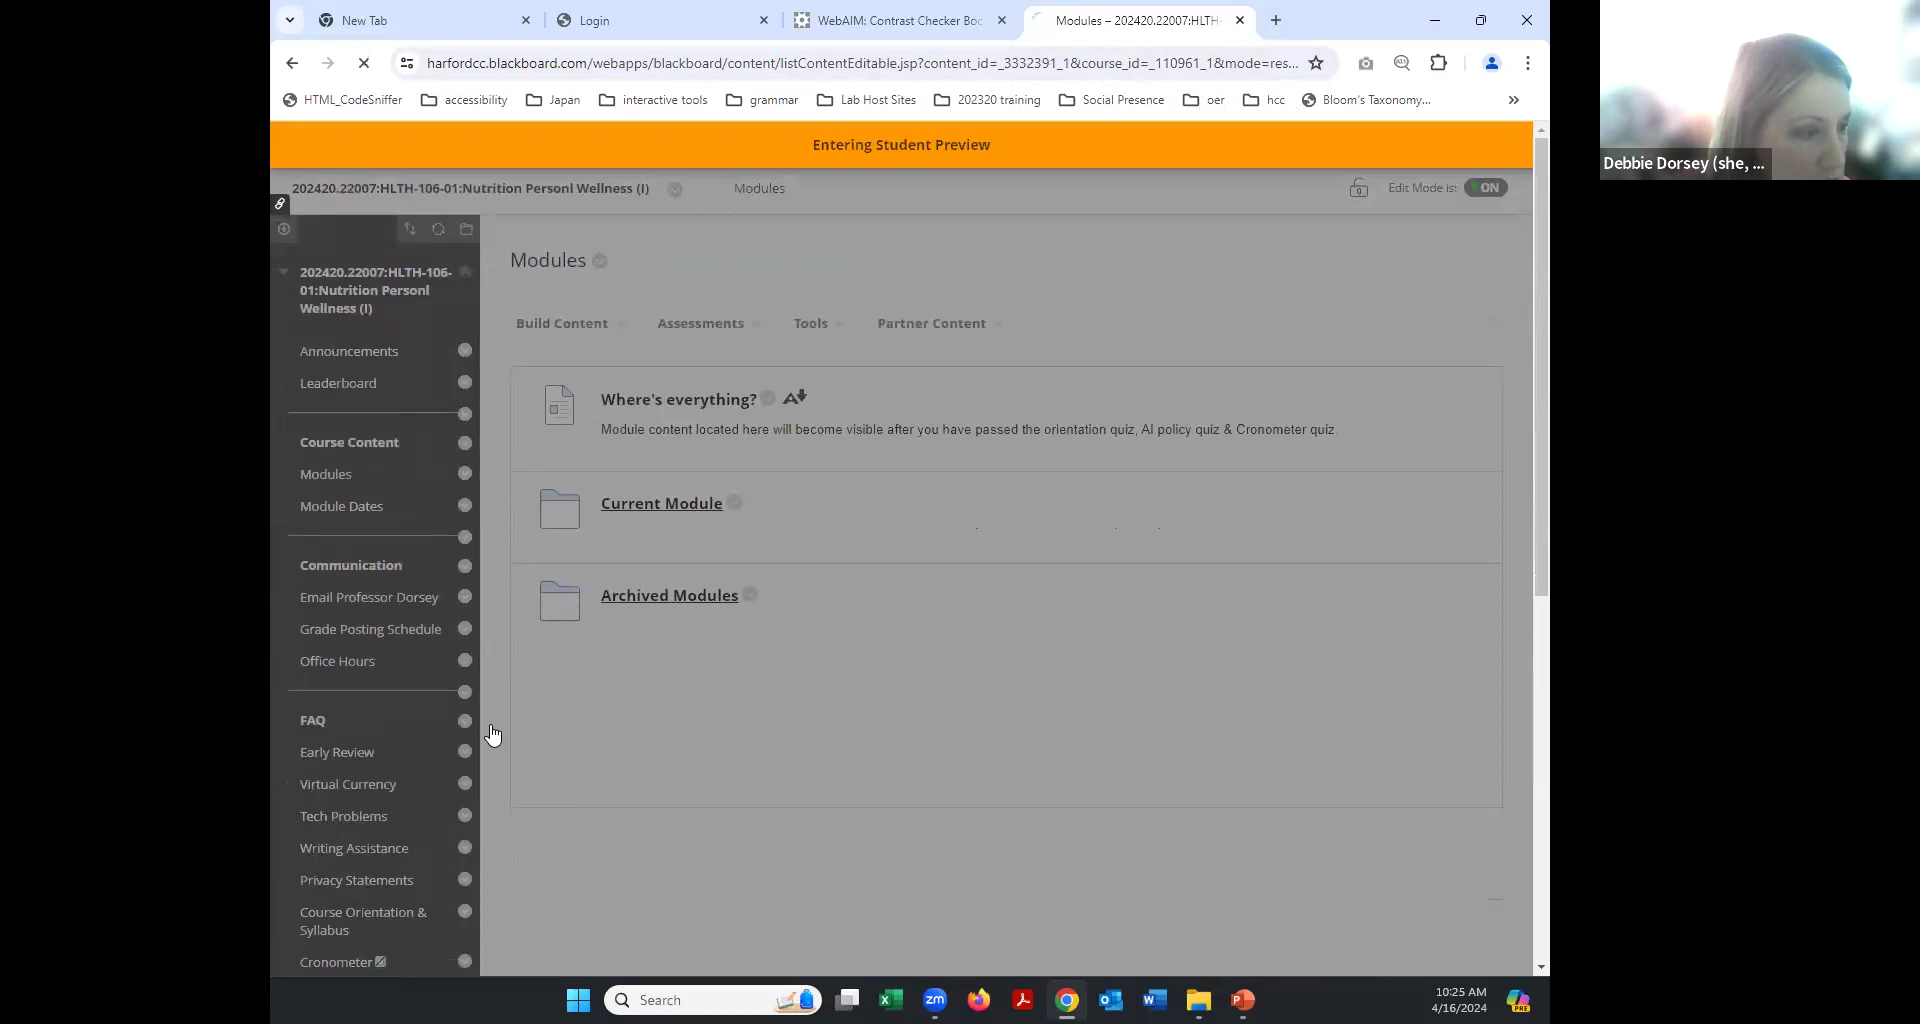 New Tab
Login
WebAIM: Contrast Checker Boo
Modules – 202420.22007:HLTH-
harfordcc.blackboard.com/webapps/blackboard/content/listContentEditable.jsp?content_id=_3332391_1&course_id=_110961_1&mode=res...
HTML_CodeSniffer
accessibility
Japan
interactive tools
grammar
Lab Host Sites
202320 training
Social Presence
oer
hcc
Bloom's Taxonomy...
Entering Student Preview
202420.22007:HLTH-106-01:Nutrition Personl Wellness (I)
Modules
Edit Mode is:
ON
202420.22007:HLTH-106-
01:Nutrition Personl
Wellness (I)
Announcements
Leaderboard
Course Content
Modules
Module Dates
Communication
Email Professor Dorsey
Grade Posting Schedule
Office Hours
FAQ
Early Review
Virtual Currency
Tech Problems
Writing Assistance
Privacy Statements
Course Orientation &
Syllabus
Cronometer
Modules
Build Content
Assessments
Tools
Partner Content
Where's everything?
Module content located here will become visible after you have passed the orientation quiz, AI policy quiz & Cronometer quiz.
Current Module
Archived Modules
Search
zm
10:25 AM
4/16/2024
PRE
Debbie Dorsey (she, ...